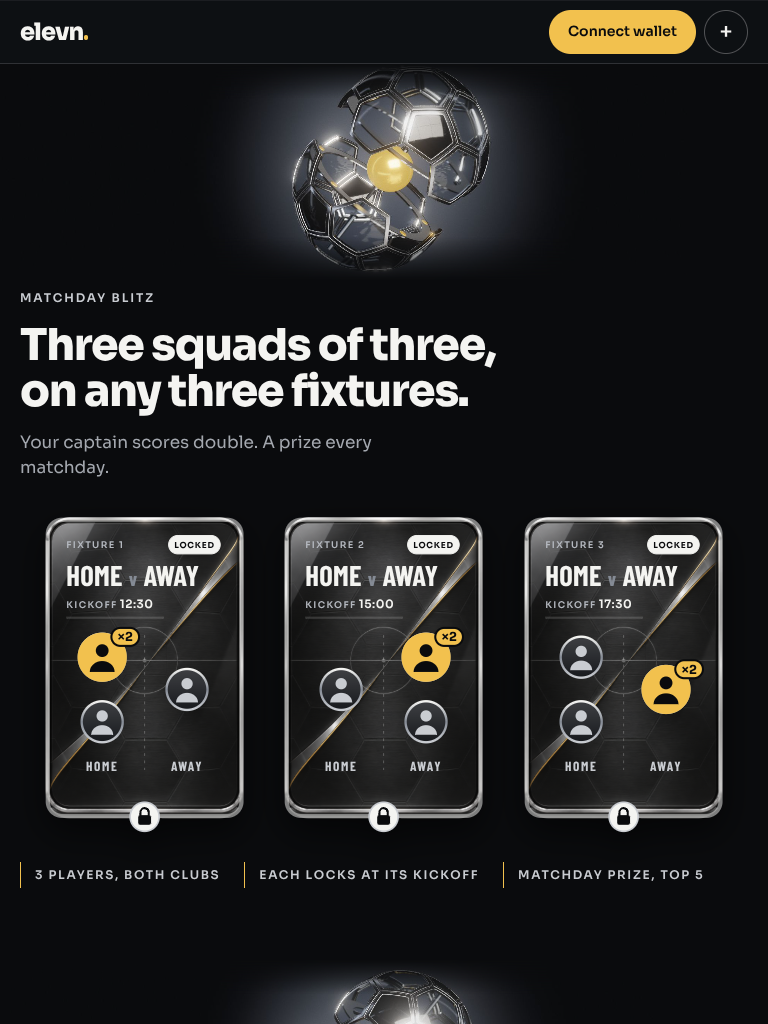 elevn.
Connect wallet
+
MATCHDAY BLITZ
Three squads of three,
on any three fixtures.
Your captain scores double. A prize every
matchday.
FIXTURE 1
LOCKED
HOME v AWAY
KICKOFF 12:30
×2
HOME
AWAY
FIXTURE 2
LOCKED
HOME v AWAY
KICKOFF 15:00
×2
HOME
AWAY
FIXTURE 3
LOCKED
HOME v AWAY
KICKOFF 17:30
×2
HOME
AWAY
3 PLAYERS, BOTH CLUBS
EACH LOCKS AT ITS KICKOFF
MATCHDAY PRIZE, TOP 5